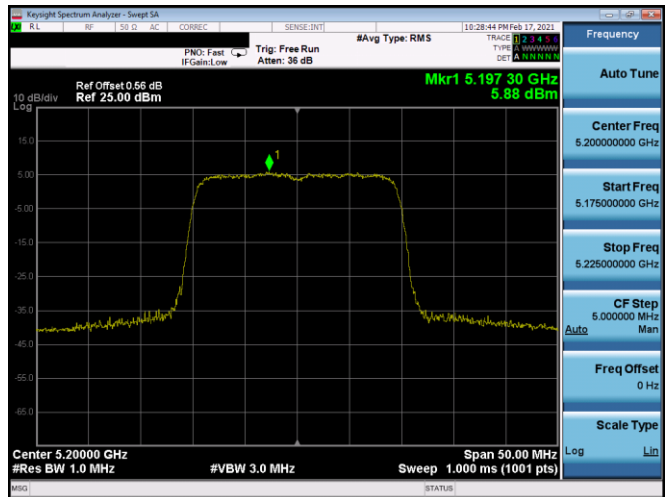 Keysight Spectrum Analyzer - Swept SA
RL RF 50 Ω AC CORREC SENSE:INT 10:28:44 PM Feb 17, 2021
#Avg Type: RMS TRACE 1 2 3 4 5 6
PNO: Fast Trig: Free Run TYPE A WWWWW
IFGain:Low Atten: 36 dB DET A N N N N N
Mkr1 5.197 30 GHz
5.88 dBm
Ref Offset 0.56 dB
10 dB/div Ref 25.00 dBm
Log
15.0
1
5.00
-5.00
-15.0
-25.0
-35.0
-45.0
-55.0
-65.0
Center 5.20000 GHz Span 50.00 MHz
#Res BW 1.0 MHz #VBW 3.0 MHz Sweep 1.000 ms (1001 pts)
MSG STATUS
Frequency
Auto Tune
Center Freq
5.200000000 GHz
Start Freq
5.175000000 GHz
Stop Freq
5.225000000 GHz
CF Step
5.000000 MHz
Auto Man
Freq Offset
0 Hz
Scale Type
Log Lin